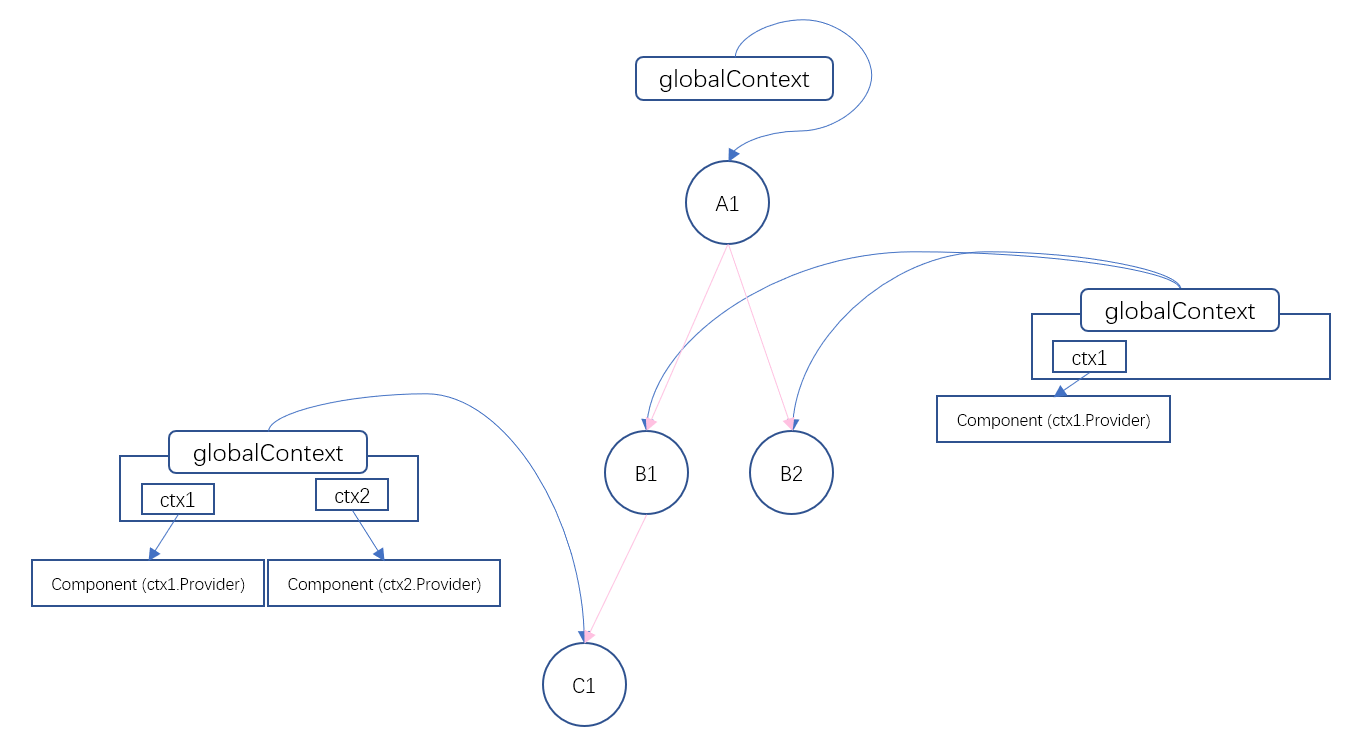 globalContext
A1
globalContext
ctx1
Component (ctx1.Provider)
globalContext
ctx1
ctx2
Component (ctx1.Provider)
Component (ctx2.Provider)
B1
B2
C1